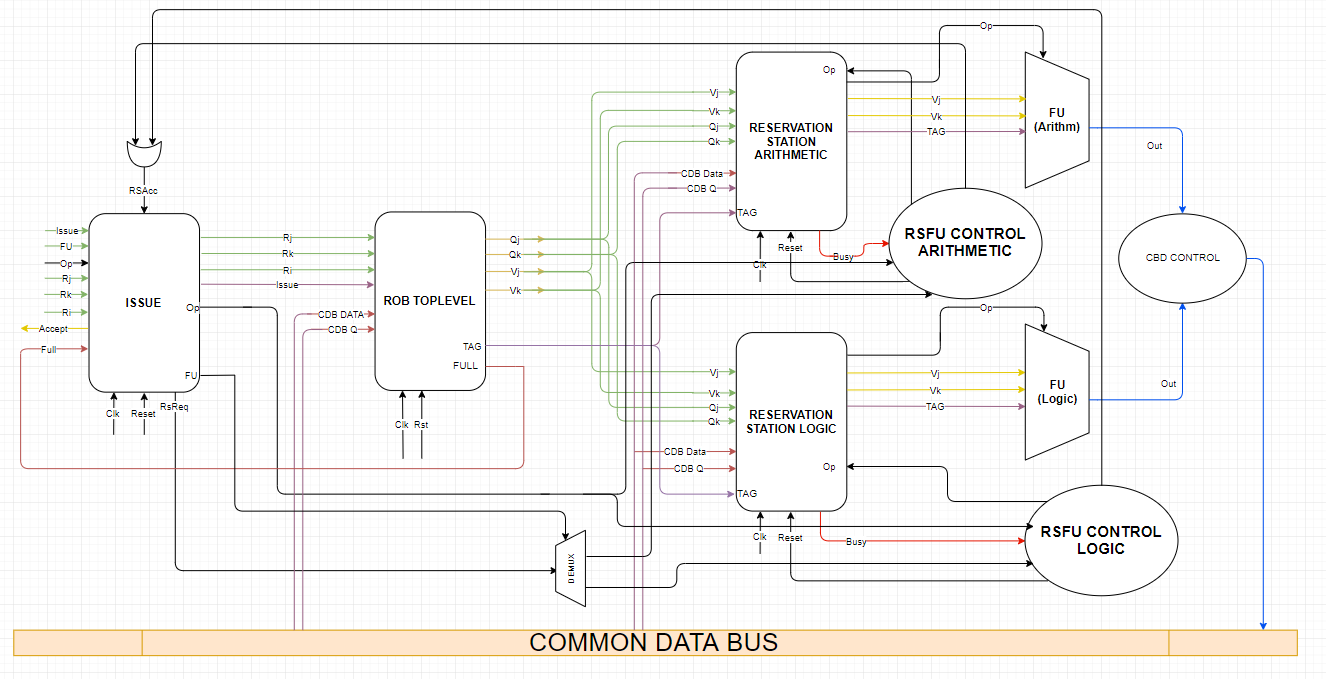 Op
Op
Vj
Vk
Qj
Qk
RESERVATION
STATION
ARITHMETIC
Vj
Vk
TAG
FU
(Arithm)
Out
CDB Data
CDB Q
TAG
RSAcc
Clk
Reset
Busy
RSFU CONTROL
ARITHMETIC
CBD CONTROL
Issue
FU
Op
Rj
Rk
Ri
Accept
Full
ISSUE
Op
FU
Clk
Reset
RsReq
Rj
Rk
Ri
Issue
CDB DATA
CDB Q
ROB TOPLEVEL
Qj
Qk
Vj
Vk
TAG
FULL
Clk
Rst
Op
Vj
Vk
Qj
Qk
RESERVATION
STATION LOGIC
Vj
Vk
TAG
FU
(Logic)
Out
CDB Data
CDB Q
TAG
Op
Clk
Reset
Busy
RSFU CONTROL
LOGIC
DEMUX
COMMON DATA BUS